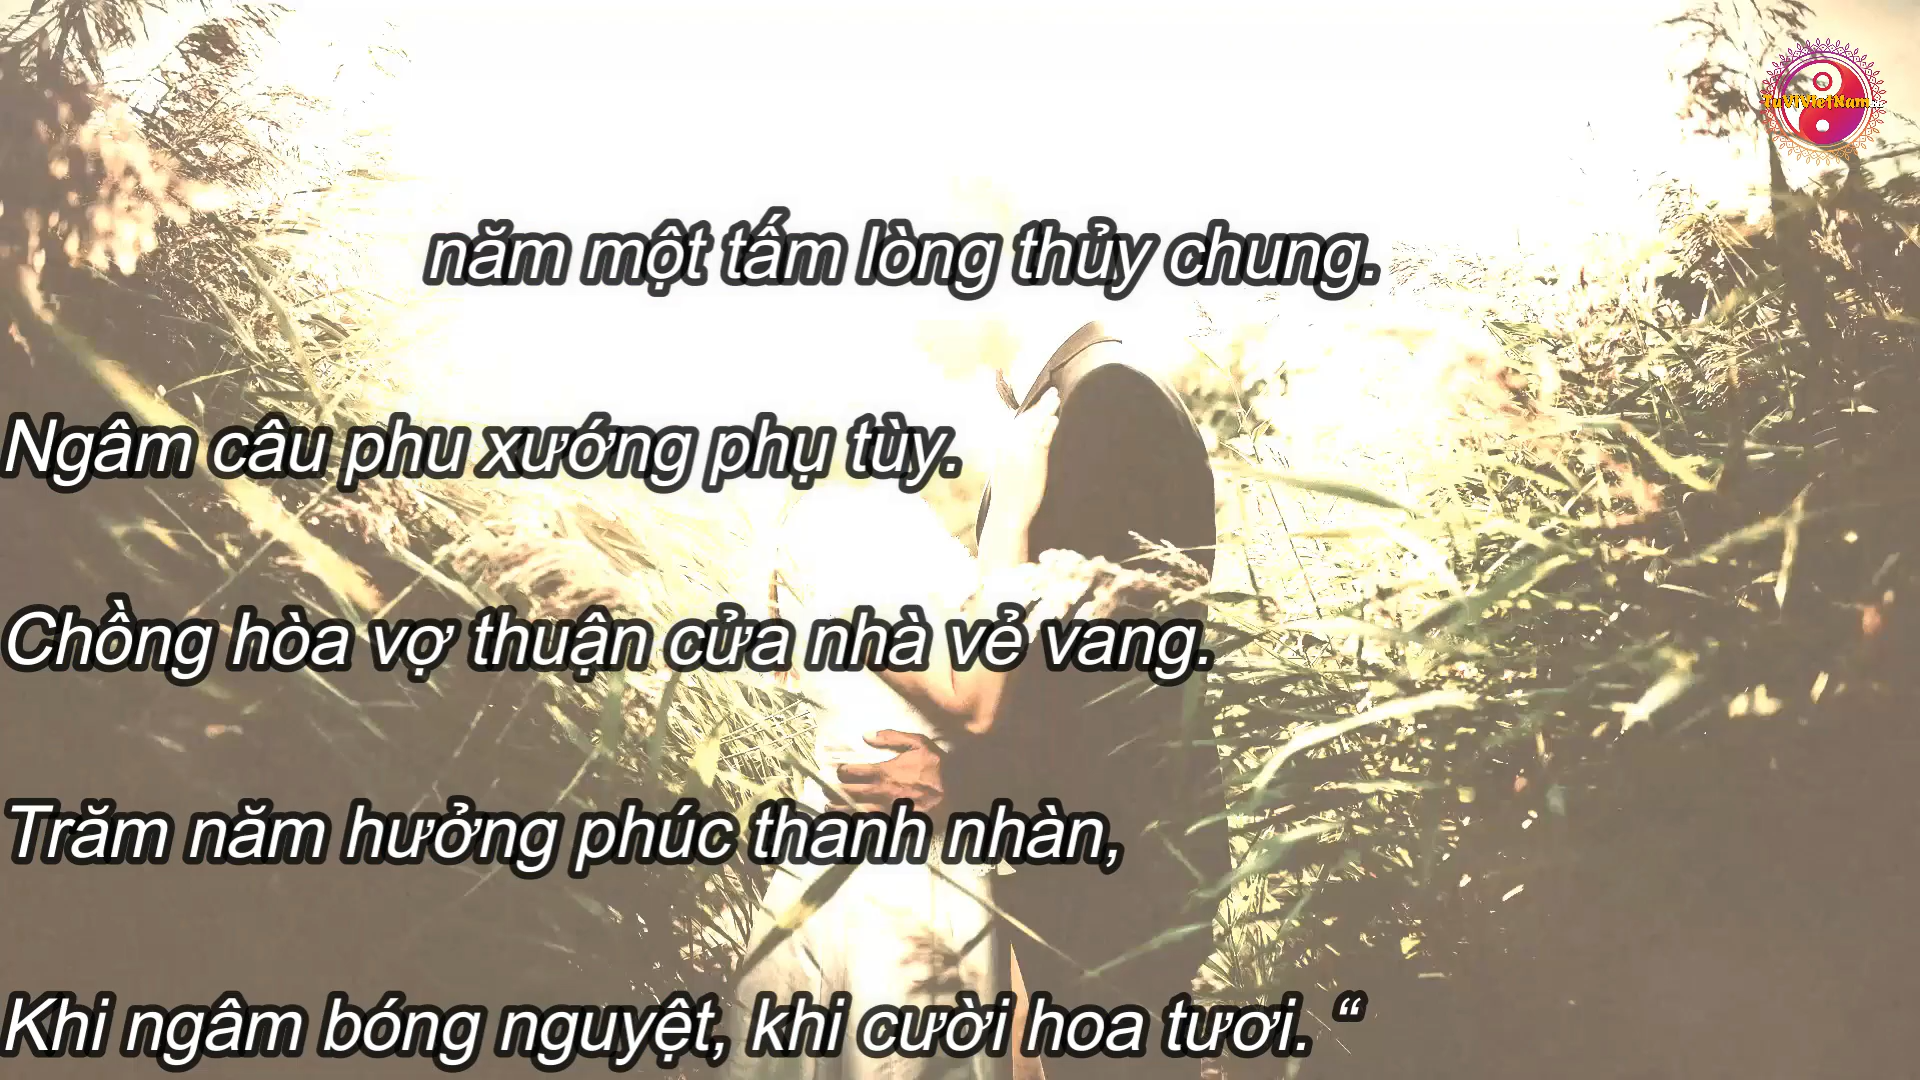 TuViVietNam
năm một tấm lòng thủy chung.
Ngâm câu phu xướng phụ tùy.
Chồng hòa vợ thuận cửa nhà vẻ vang.
Trăm năm hưởng phúc thanh nhàn,
Khi ngâm bóng nguyệt, khi cười hoa tươi. “